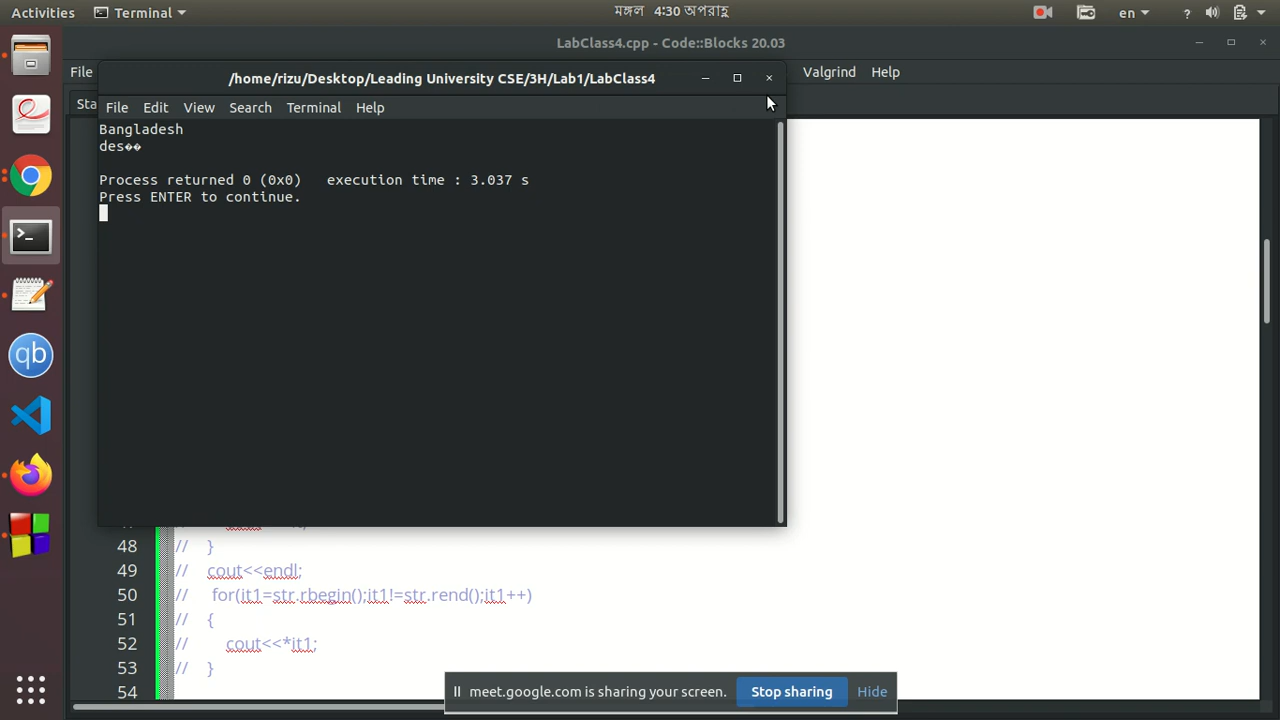 Activities Terminal মঙ্গল 4:30 অপরাহ্ণ en ?
LabClass4.cpp - Code::Blocks 20.03
File Valgrind Help
/home/rizu/Desktop/Leading University CSE/3H/Lab1/LabClass4
Sta
File Edit View Search Terminal Help
Bangladesh
des��
Process returned 0 (0x0) execution time : 3.037 s
Press ENTER to continue.
48 // }
49 // cout<<endl;
50 // for(it1=str.rbegin();it1!=str.rend();it1++)
51 // {
52 // cout<<*it1;
53 // }
54
meet.google.com is sharing your screen. Stop sharing Hide
qb